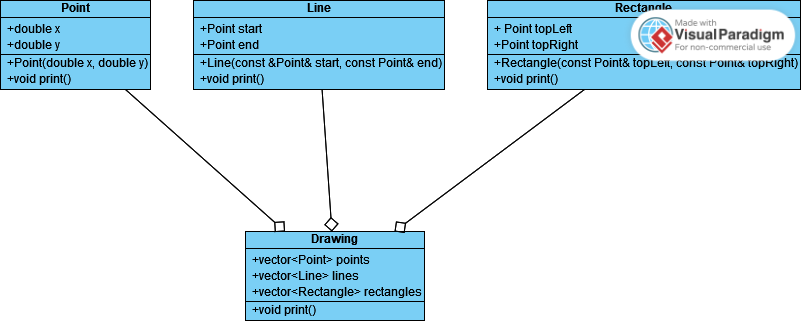 Point
+double x
+double y
+Point(double x, double y)
+void print()
Line
+Point start
+Point end
+Line(const &Point& start, const Point& end)
+void print()
Rectangle
+ Point topLeft
+Point topRight
+Rectangle(const Point& topLeft, const Point& topRight)
+void print()
Made with
Visual Paradigm
For non-commercial use
Drawing
+vector<Point> points
+vector<Line> lines
+vector<Rectangle> rectangles
+void print()